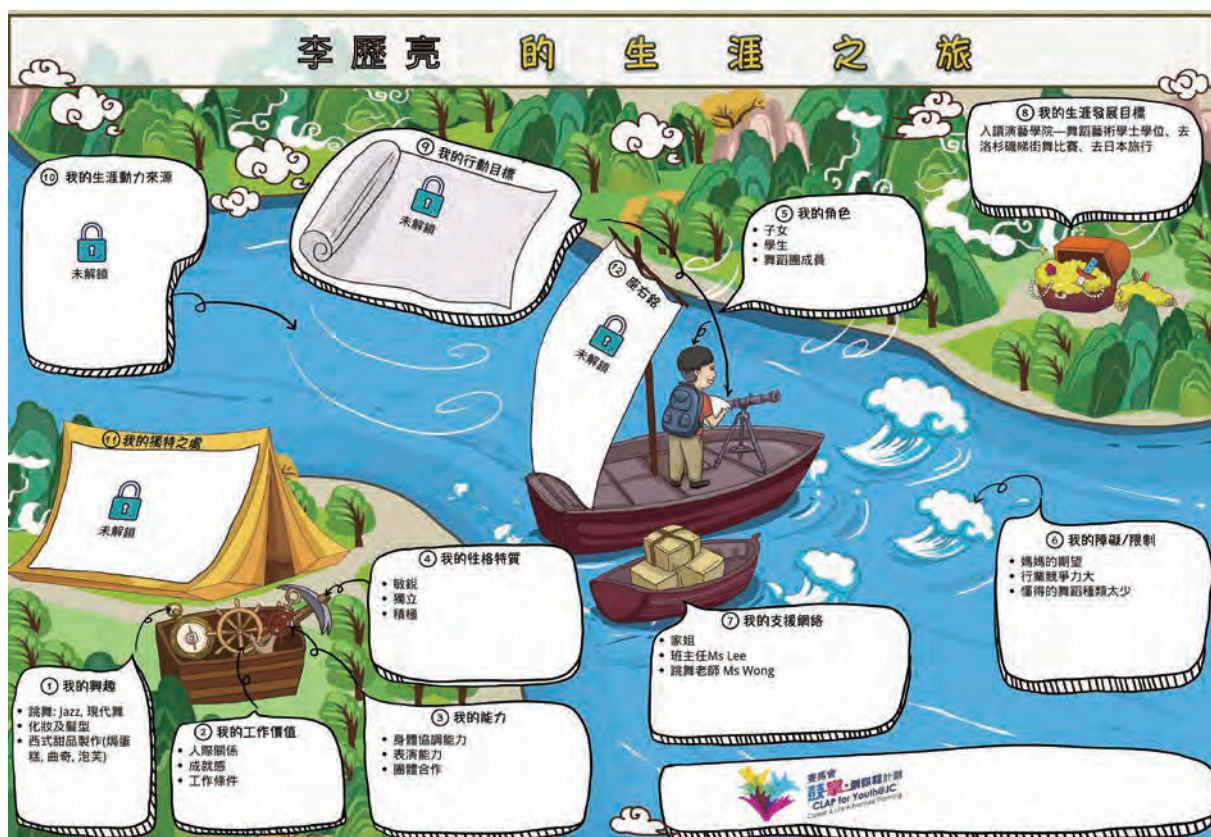 李歷亮 的生涯之旅
⑩ 我的生涯動力來源
未解鎖
⑨ 我的行動目標
未解鎖
⑧ 我的生涯發展目標
入讀演藝學院—舞蹈藝術學士學位、去
洛杉磯睇街舞比賽、去日本旅行
⑤ 我的角色
• 子女
• 學生
• 舞蹈團成員
⑫ 座右銘
未解鎖
⑪ 我的獨特之處
未解鎖
④ 我的性格特質
• 敏銳
• 獨立
• 積極
⑥ 我的障礙/限制
• 媽媽的期望
• 行業競爭力大
• 懂得的舞蹈種類太少
⑦ 我的支援網絡
• 家姐
• 班主任Ms Lee
• 跳舞老師 Ms Wong
① 我的興趣
• 跳舞: Jazz, 現代舞
• 化妝及髮型
• 西式甜品製作(焗蛋
糕, 曲奇, 泡芙)
② 我的工作價值
• 人際關係
• 成就感
• 工作條件
③ 我的能力
• 身體協調能力
• 表演能力
• 團體合作
賽馬會
鼓掌·創你程計劃
CLAP for Youth@JC
Career & Life Adventure Planning